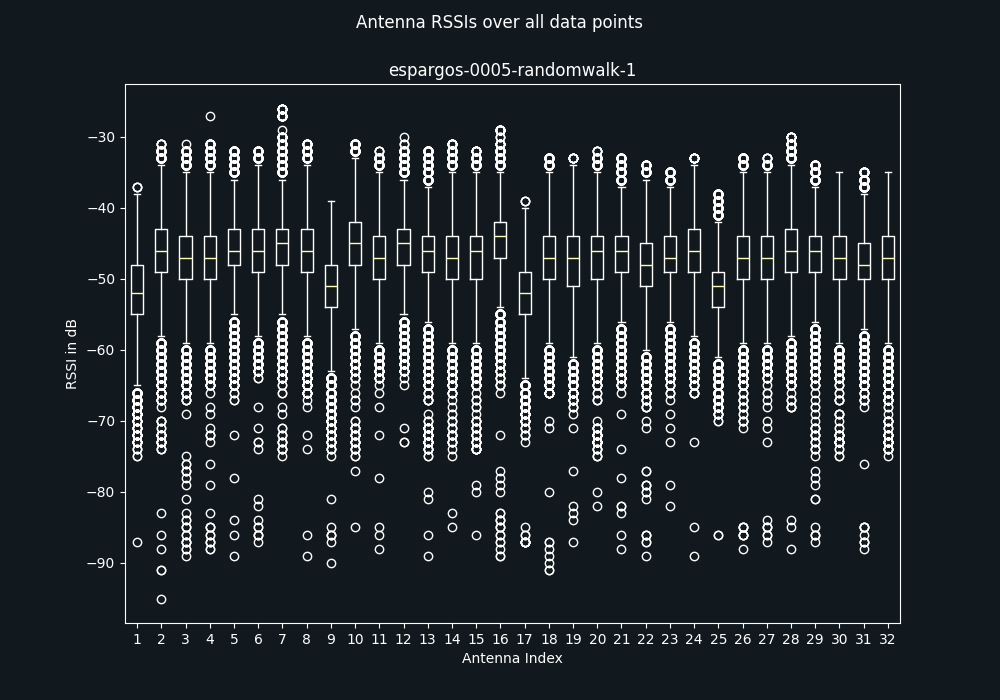 Antenna RSSIs over all data points
espargos-0005-randomwalk-1
−30
−40
−50
−60
−70
−80
−90
RSSI in dB
1 2 3 4 5 6 7 8 9 10 11 12 13 14 15 16 17 18 19 20 21 22 23 24 25 26 27 28 29 30 31 32
Antenna Index